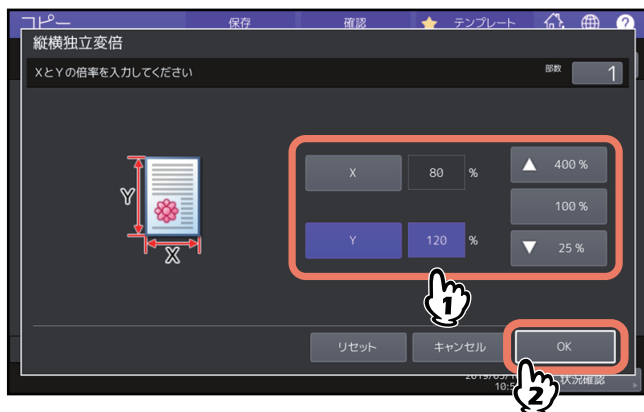 コピー 保存 確認 テンプレート ?
縦横独立変倍
XとYの倍率を入力してください 部数 1
X 80 % 400 %
100 %
Y 120 % 25 %
Y
X
1
リセット キャンセル OK
状況確認
2